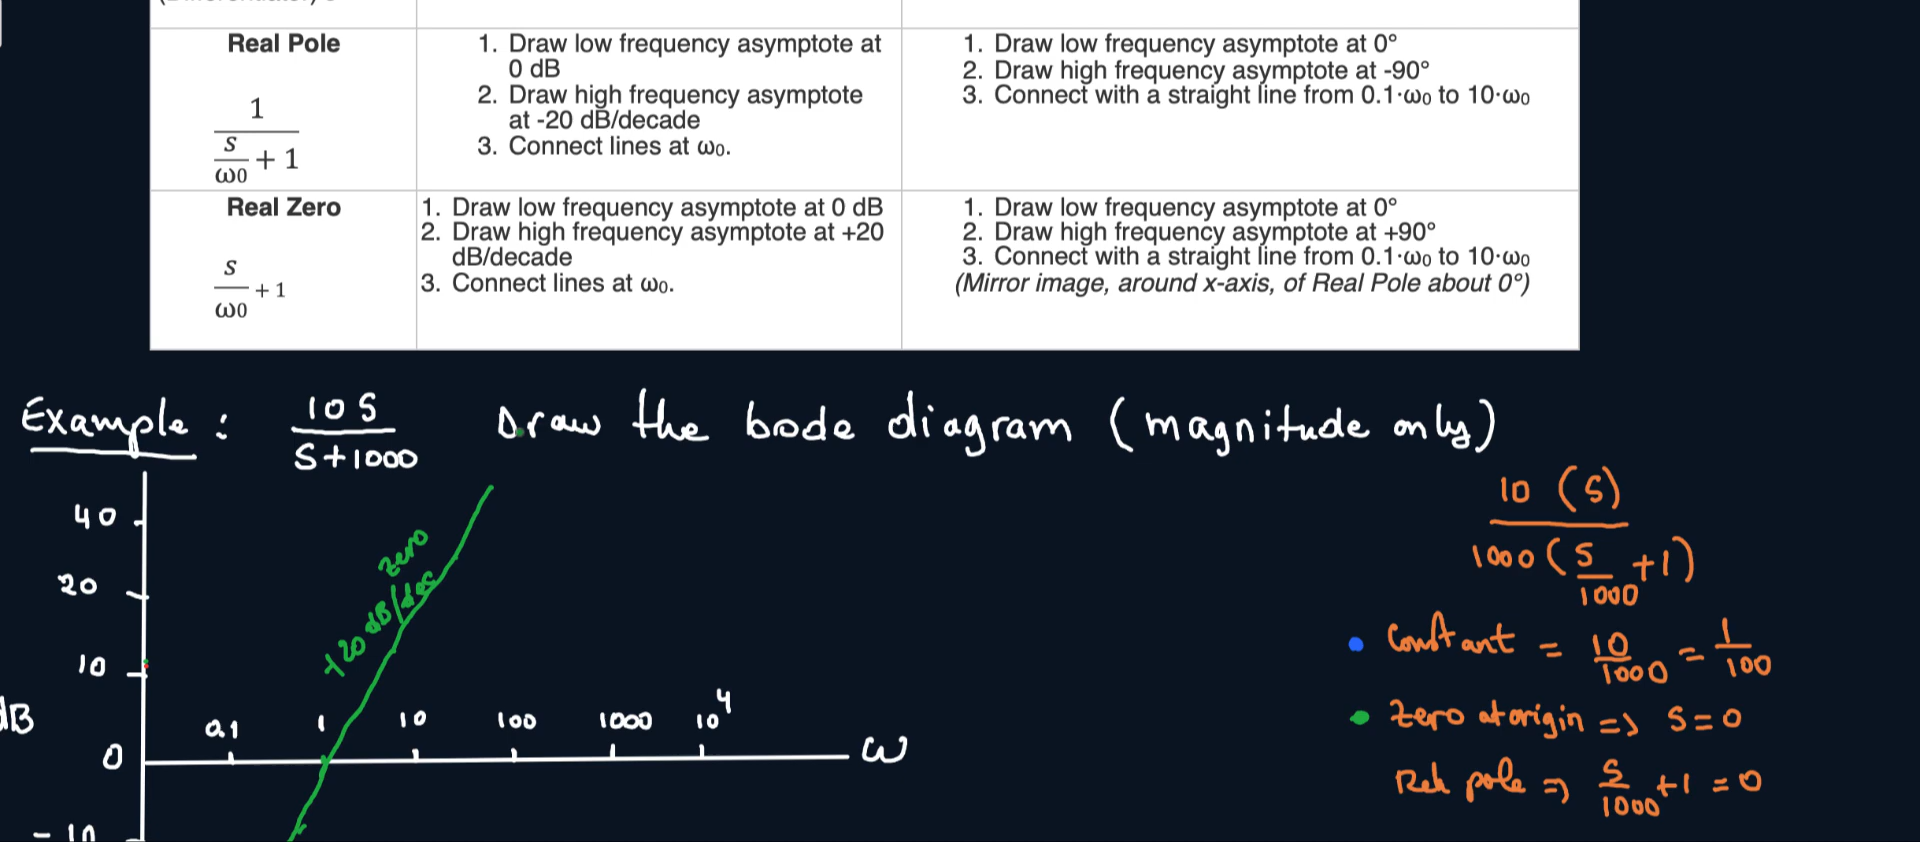 Real Pole
1
s
ω0
+ 1
1. Draw low frequency asymptote at
0 dB
2. Draw high frequency asymptote
at -20 dB/decade
3. Connect lines at ω0.
1. Draw low frequency asymptote at 0°
2. Draw high frequency asymptote at -90°
3. Connect with a straight line from 0.1·ω0 to 10·ω0
Real Zero
s
ω0
+ 1
1. Draw low frequency asymptote at 0 dB
2. Draw high frequency asymptote at +20
dB/decade
3. Connect lines at ω0.
1. Draw low frequency asymptote at 0°
2. Draw high frequency asymptote at +90°
3. Connect with a straight line from 0.1·ω0 to 10·ω0
(Mirror image, around x-axis, of Real Pole about 0°)
Example :
10 S
S+1000
Draw the bode diagram (magnitude only)
10 (S)
1000 (S/1000 +1)
40
20
10
dB
0
-10
Zero
+20 dB/dec
0.1 1 10 100 1000 10^4
ω
Constant = 10/1000 = 1/100
Zero at origin => S=0
pole => S/1000 +1 = 0